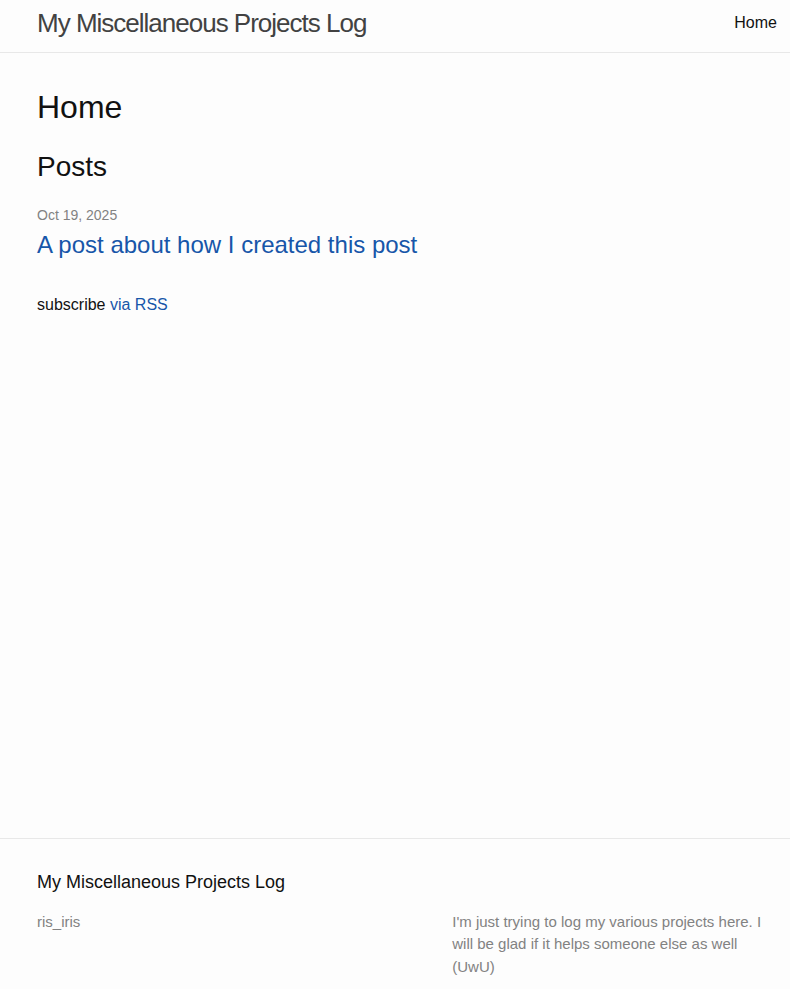 My Miscellaneous Projects Log
Home
Home
Posts
Oct 19, 2025
A post about how I created this post
subscribe via RSS
My Miscellaneous Projects Log
ris_iris
I'm just trying to log my various projects here. I
will be glad if it helps someone else as well
(UwU)